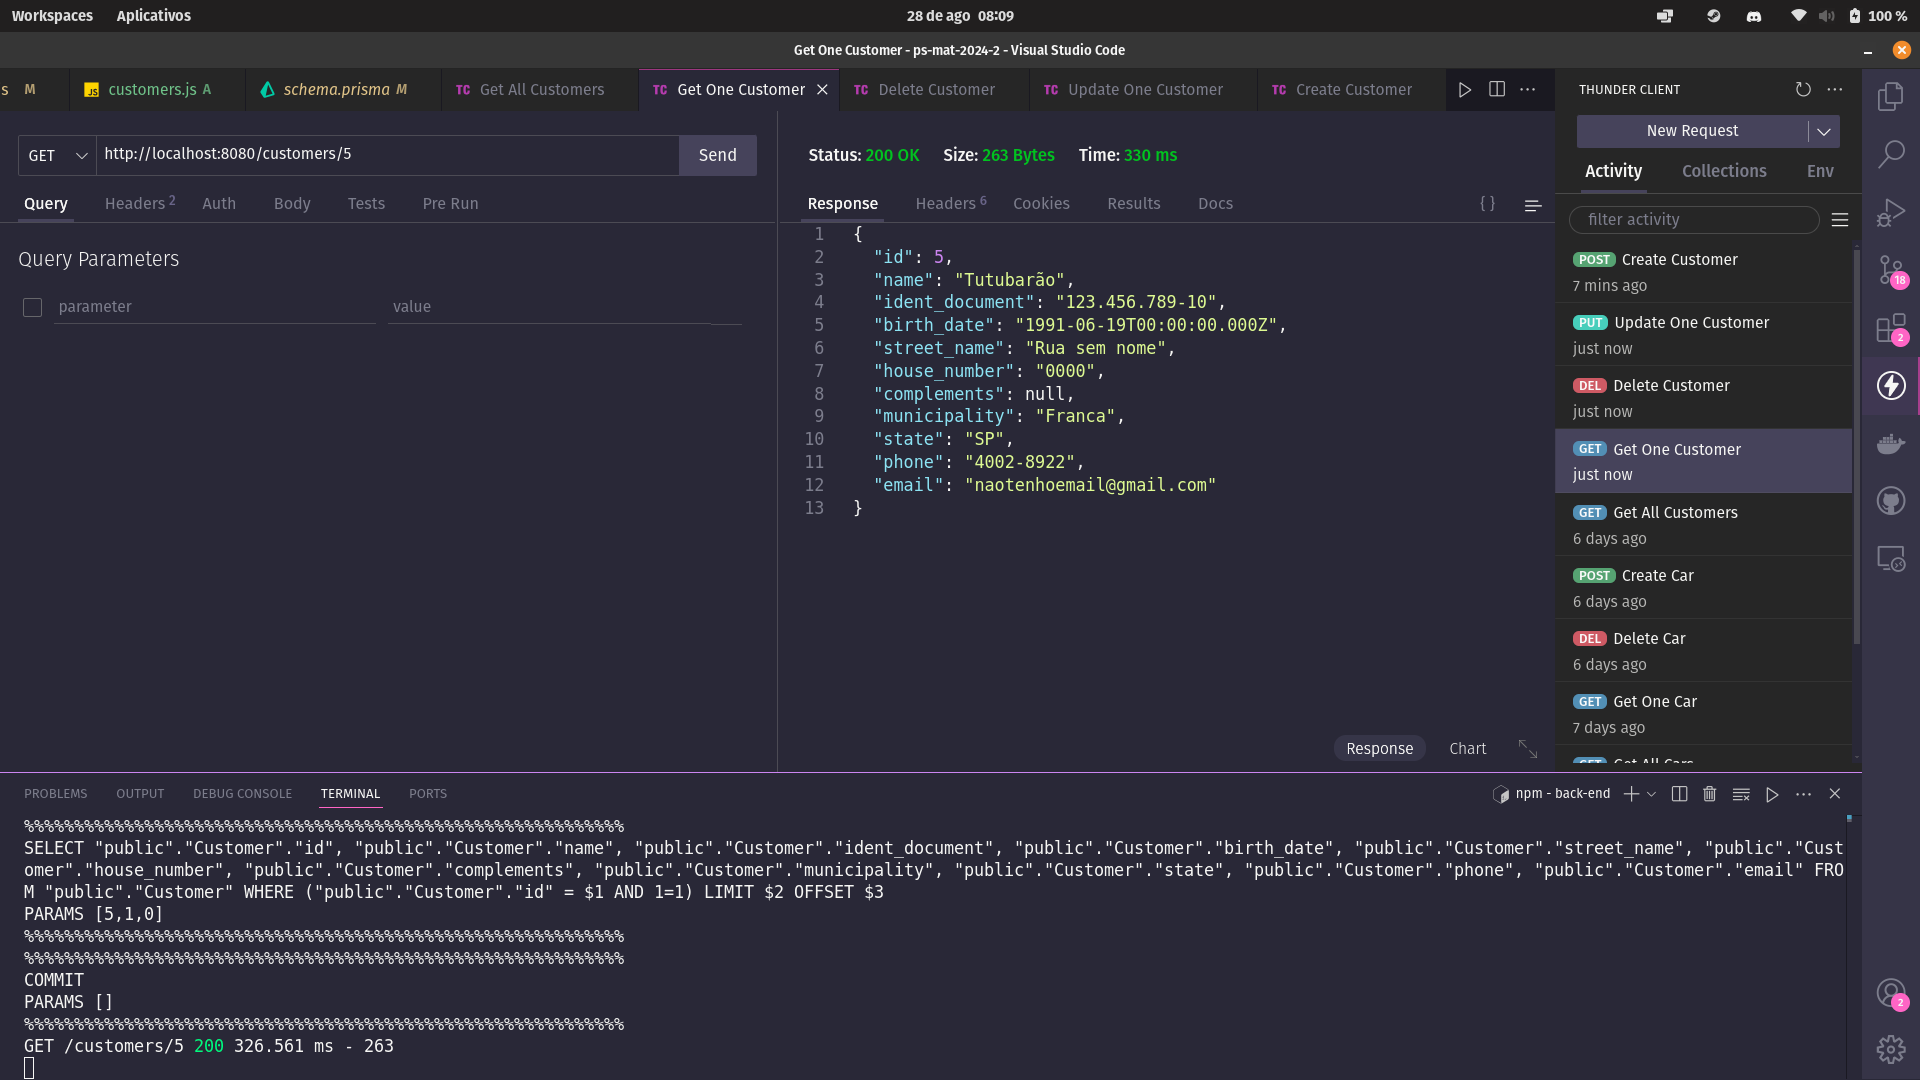 Workspaces Aplicativos 28 de ago 08:09 100 %
Get One Customer - ps-mat-2024-2 - Visual Studio Code
s M JS customers.js A schema.prisma M TC Get All Customers TC Get One Customer TC Delete Customer TC Update One Customer TC Create Customer
THUNDER CLIENT
New Request
Activity Collections Env
filter activity
POST Create Customer
7 mins ago
PUT Update One Customer
just now
DEL Delete Customer
just now
GET Get One Customer
just now
GET Get All Customers
6 days ago
POST Create Car
6 days ago
DEL Delete Car
6 days ago
GET Get One Car
7 days ago
GET Get All Cars
18
2
2
GET http://localhost:8080/customers/5 Send
Query Headers 2 Auth Body Tests Pre Run
Query Parameters
parameter value
Status: 200 OK Size: 263 Bytes Time: 330 ms
Response Headers 6 Cookies Results Docs { }
1 {
2 "id": 5,
3 "name": "Tutubarão",
4 "ident_document": "123.456.789-10",
5 "birth_date": "1991-06-19T00:00:00.000Z",
6 "street_name": "Rua sem nome",
7 "house_number": "0000",
8 "complements": null,
9 "municipality": "Franca",
10 "state": "SP",
11 "phone": "4002-8922",
12 "email": "naotenhoemail@gmail.com"
13 }
Response Chart
PROBLEMS OUTPUT DEBUG CONSOLE TERMINAL PORTS npm - back-end
%%%%%%%%%%%%%%%%%%%%%%%%%%%%%%%%%%%%%%%%%%%%%%%%%%%%%%%%%%%%
SELECT "public"."Customer"."id", "public"."Customer"."name", "public"."Customer"."ident_document", "public"."Customer"."birth_date", "public"."Customer"."street_name", "public"."Cust
omer"."house_number", "public"."Customer"."complements", "public"."Customer"."municipality", "public"."Customer"."state", "public"."Customer"."phone", "public"."Customer"."email" FRO
M "public"."Customer" WHERE ("public"."Customer"."id" = $1 AND 1=1) LIMIT $2 OFFSET $3
PARAMS [5,1,0]
%%%%%%%%%%%%%%%%%%%%%%%%%%%%%%%%%%%%%%%%%%%%%%%%%%%%%%%%%%%%
%%%%%%%%%%%%%%%%%%%%%%%%%%%%%%%%%%%%%%%%%%%%%%%%%%%%%%%%%%%%
COMMIT
PARAMS []
%%%%%%%%%%%%%%%%%%%%%%%%%%%%%%%%%%%%%%%%%%%%%%%%%%%%%%%%%%%%
GET /customers/5 200 326.561 ms - 263